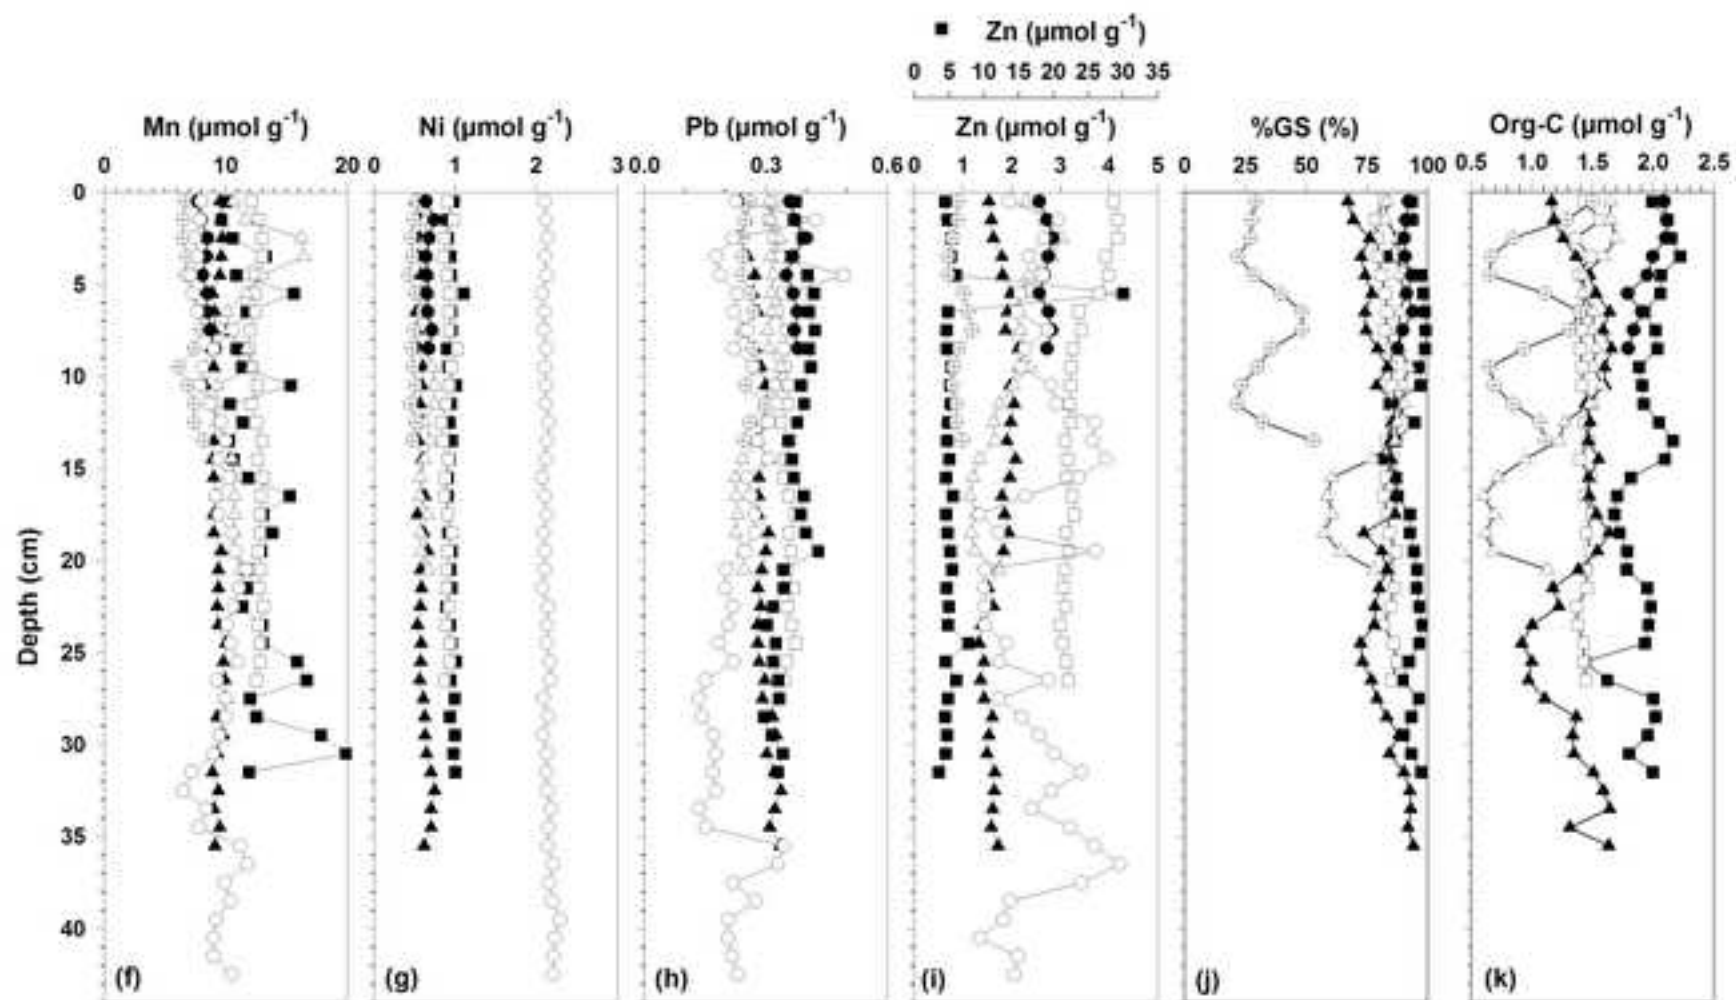 ■ Zn (µmol g⁻¹)
0 5 10 15 20 25 30 35
Mn (µmol g⁻¹) Ni (µmol g⁻¹) Pb (µmol g⁻¹) Zn (µmol g⁻¹) %GS (%) Org-C (µmol g⁻¹)
0 10 20 0 1 2 3 0.0 0.3 0.6 0 1 2 3 4 5 0 25 50 75 100 0.5 1.0 1.5 2.0 2.5
0
5
10
15
20
25
30
35
40
Depth (cm)
(f) (g) (h) (i) (j) (k)